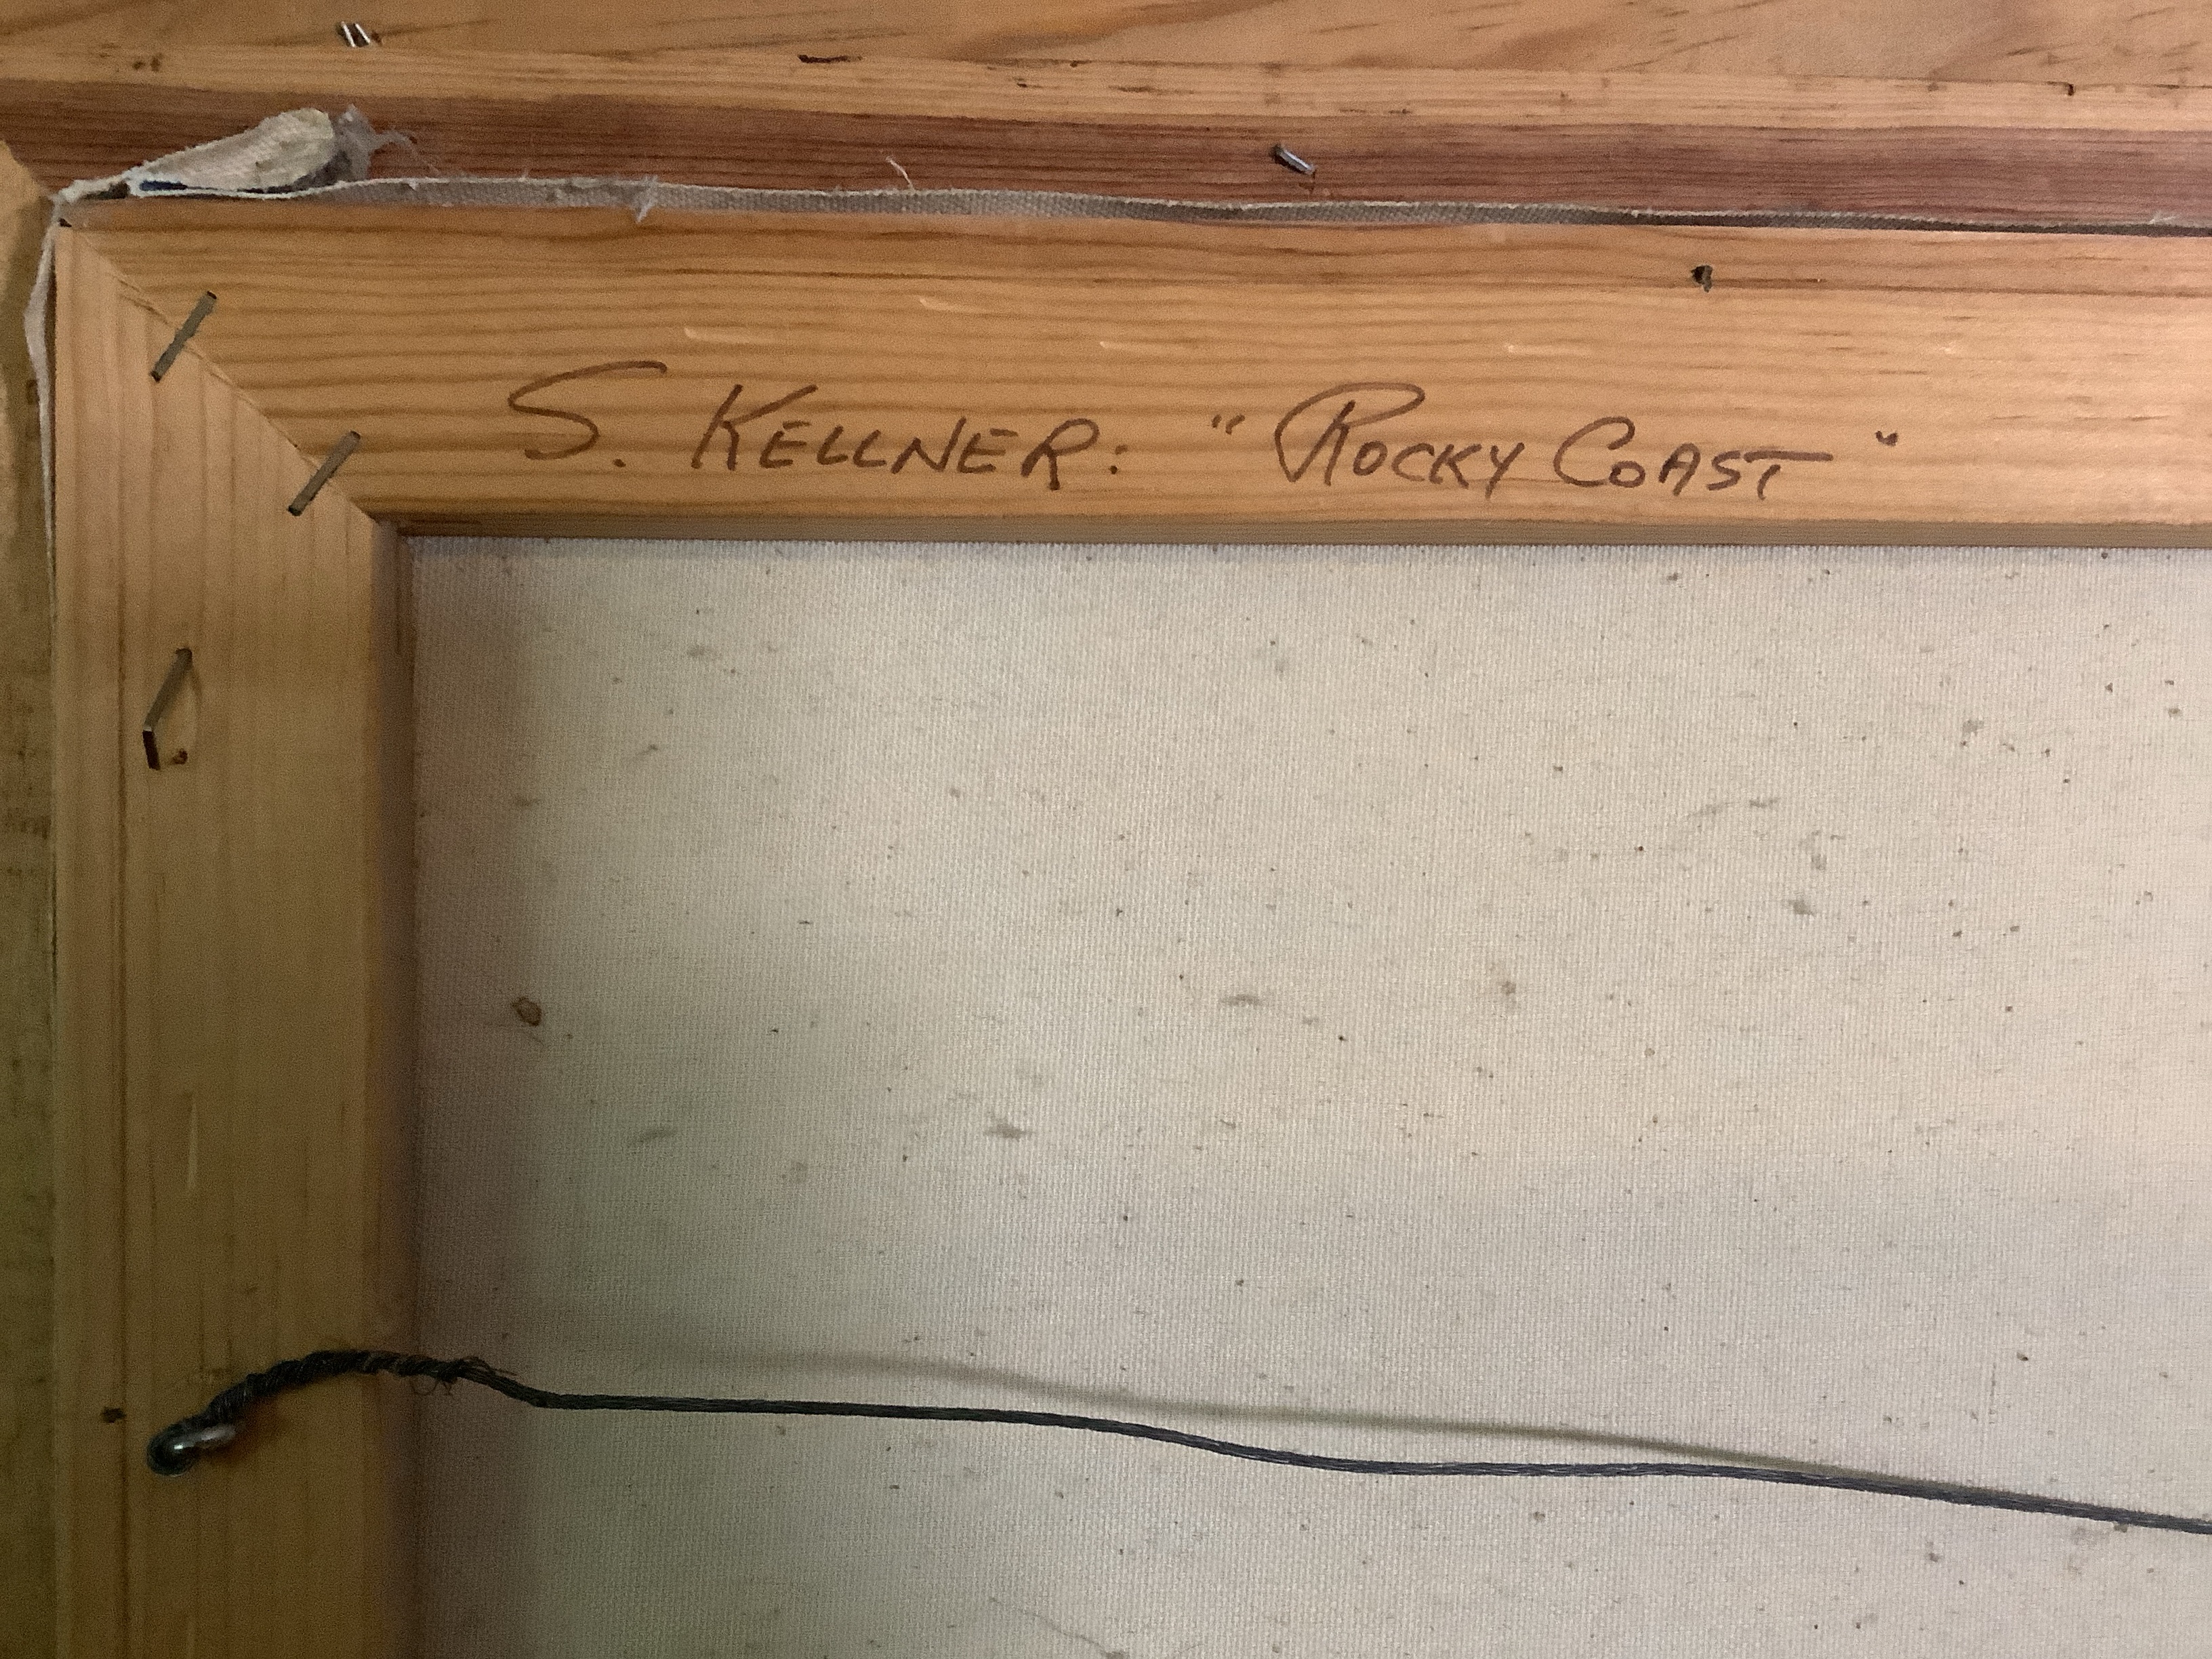 S. KELLNER: "ROCKY COAST"